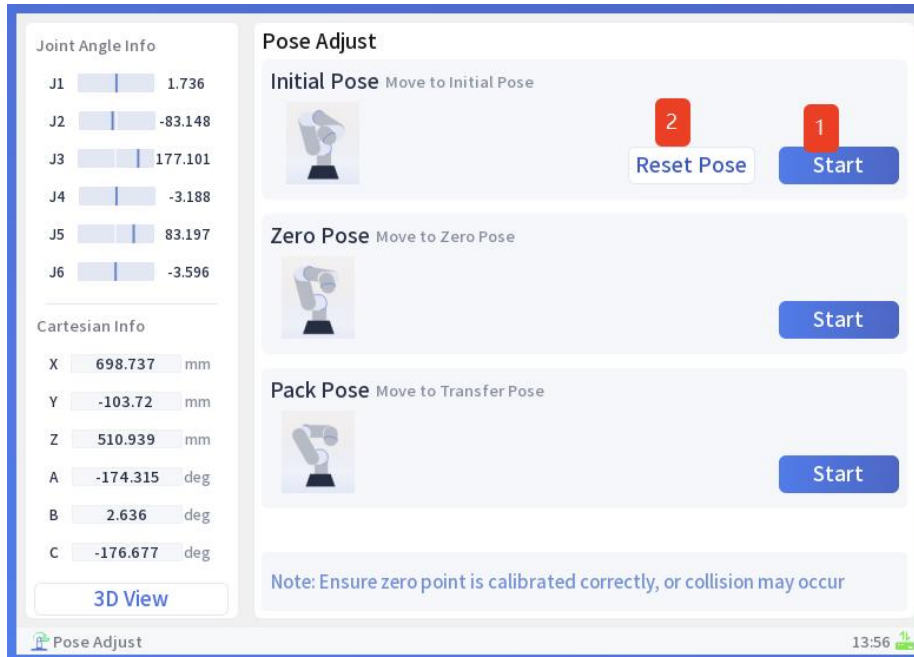 Joint Angle Info
J1 1.736
J2 -83.148
J3 177.101
J4 -3.188
J5 83.197
J6 -3.596
Cartesian Info
X 698.737 mm
Y -103.72 mm
Z 510.939 mm
A -174.315 deg
B 2.636 deg
C -176.677 deg
3D View
Pose Adjust
Initial Pose Move to Initial Pose
2 1
Reset Pose Start
Zero Pose Move to Zero Pose
Start
Pack Pose Move to Transfer Pose
Start
Note: Ensure zero point is calibrated correctly, or collision may occur
Pose Adjust 13:56